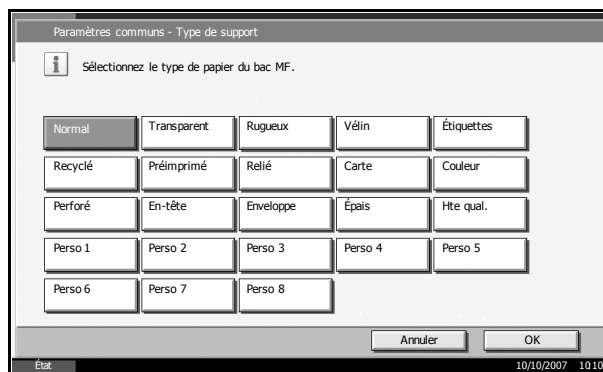 Paramètres communs - Type de support
Sélectionnez le type de papier du bac MF.
Normal Transparent Rugueux Vélin Étiquettes
Recyclé Préimprimé Relié Carte Couleur
Perforé En-tête Enveloppe Épais Hte qual.
Perso 1 Perso 2 Perso 3 Perso 4 Perso 5
Perso 6 Perso 7 Perso 8
Annuler OK
État 10/10/2007 10:10